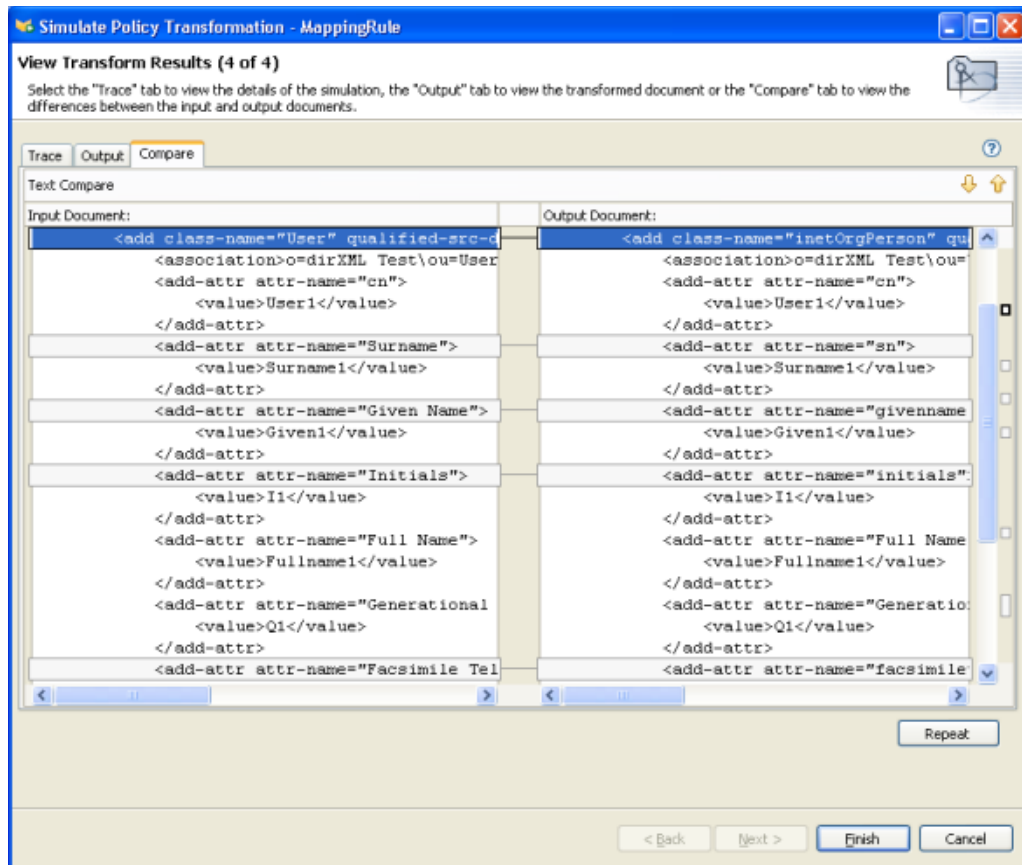 Simulate Policy Transformation - MappingRule
View Transform Results (4 of 4)
Select the "Trace" tab to view the details of the simulation, the "Output" tab to view the transformed document or the "Compare" tab to view the
differences between the input and output documents.
Trace Output Compare
Text Compare
Input Document:
<add class-name="User" qualified-src-d
<association>o=dirXML Test\ou=User
<add-attr attr-name="cn">
<value>User1</value>
</add-attr>
<add-attr attr-name="Surname">
<value>Surname1</value>
</add-attr>
<add-attr attr-name="Given Name">
<value>Given1</value>
</add-attr>
<add-attr attr-name="Initials">
<value>I1</value>
</add-attr>
<add-attr attr-name="Full Name">
<value>Fullname1</value>
</add-attr>
<add-attr attr-name="Generational
<value>Q1</value>
</add-attr>
<add-attr attr-name="Facsimile Tel
Output Document:
<add class-name="inetOrgPerson" qu
<association>o=dirXML Test\ou=
<add-attr attr-name="cn">
<value>User1</value>
</add-attr>
<add-attr attr-name="sn">
<value>Surname1</value>
</add-attr>
<add-attr attr-name="givenname
<value>Given1</value>
</add-attr>
<add-attr attr-name="initials"
<value>I1</value>
</add-attr>
<add-attr attr-name="Full Name
<value>Fullname1</value>
</add-attr>
<add-attr attr-name="Generatio
<value>Q1</value>
</add-attr>
<add-attr attr-name="facsimile
Repeat
< Back Next > Finish Cancel